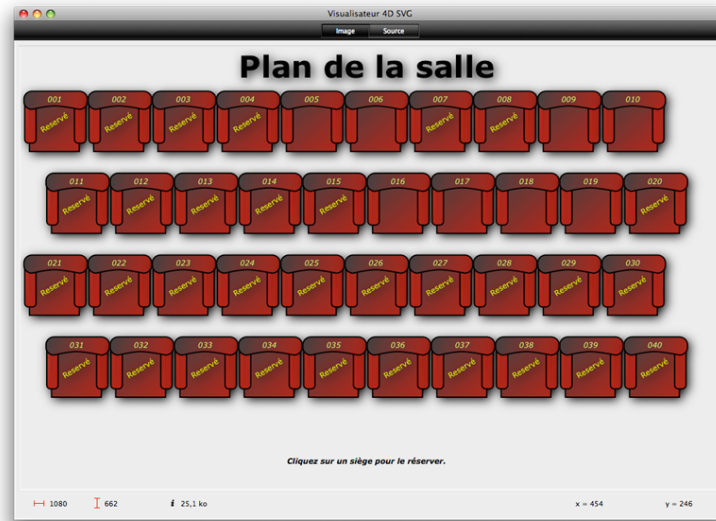 Visualisateur 4D SVG
Image Source
Plan de la salle
001 002 003 004 005 006 007 008 009 010
Reservé Reservé Reservé Reservé Reservé Reservé
011 012 013 014 015 016 017 018 019 020
Reservé Reservé Reservé Reservé Reservé Reservé
021 022 023 024 025 026 027 028 029 030
Reservé Reservé Reservé Reservé Reservé Reservé Reservé Reservé Reservé Reservé
031 032 033 034 035 036 037 038 039 040
Reservé Reservé Reservé Reservé Reservé Reservé Reservé Reservé Reservé Reservé
Cliquez sur un siège pour le réserver.
1080 662 i 25,1 ko x = 454 y = 246